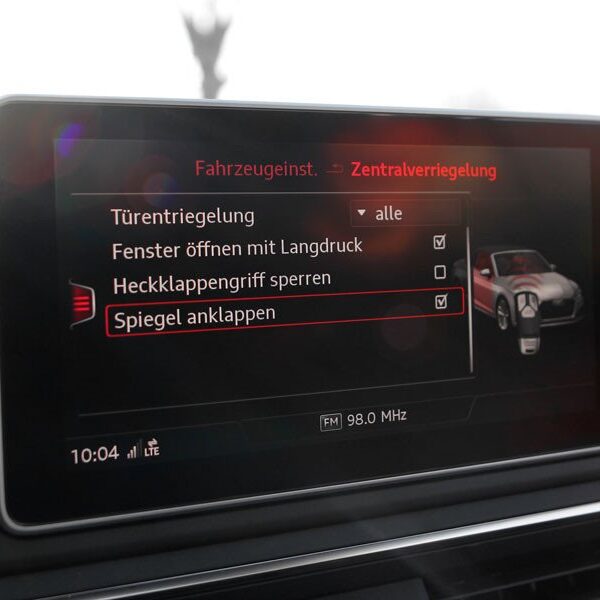 Fahrzeugeinst. Zentralverriegelung
Türentriegelung alle
Fenster öffnen mit Langdruck
Heckklappengriff sperren
Spiegel anklappen
FM 98.0 MHz
10:04 LTE